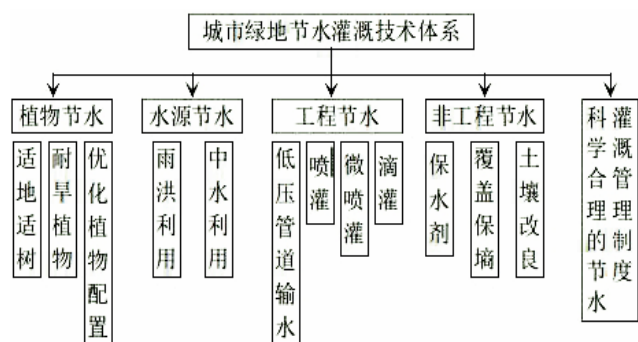 城市绿地节水灌溉技术体系
植物节水
水源节水
工程节水
非工程节水
科学合理的节水
灌溉管理制度
适地适树
耐旱植物
优化植物配置
雨洪利用
中水利用
低压管道输水
喷灌
微喷灌
滴灌
保水剂
覆盖保墒
土壤改良